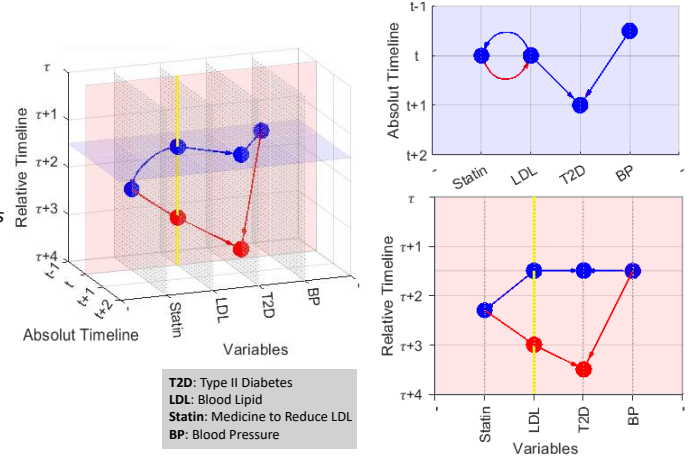 τ
τ+1
τ+2
τ+3
τ+4
Relative Timeline
s
t-1
t
t+1
t+2
Absolut Timeline
-
Statin
LDL
T2D
BP
-
Variables
T2D: Type II Diabetes
LDL: Blood Lipid
Statin: Medicine to Reduce LDL
BP: Blood Pressure
t-1
t
t+1
t+2
Absolut Timeline
-
Statin
LDL
T2D
BP
-
τ
τ+1
τ+2
τ+3
τ+4
Relative Timeline
-
Statin
LDL
T2D
BP
-
Variables